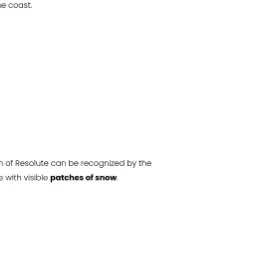 e coast.
n of Resolute can be recognized by the
e with visible patches of snow.